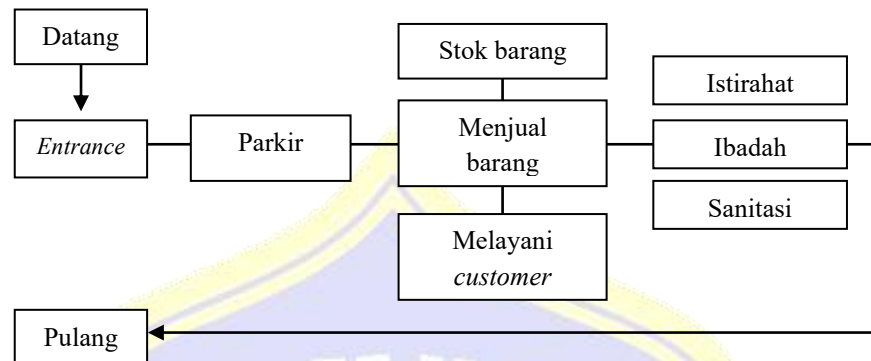 Datang
Entrance
Parkir
Stok barang
Menjual
barang
Melayani
customer
Istirahat
Ibadah
Sanitasi
Pulang